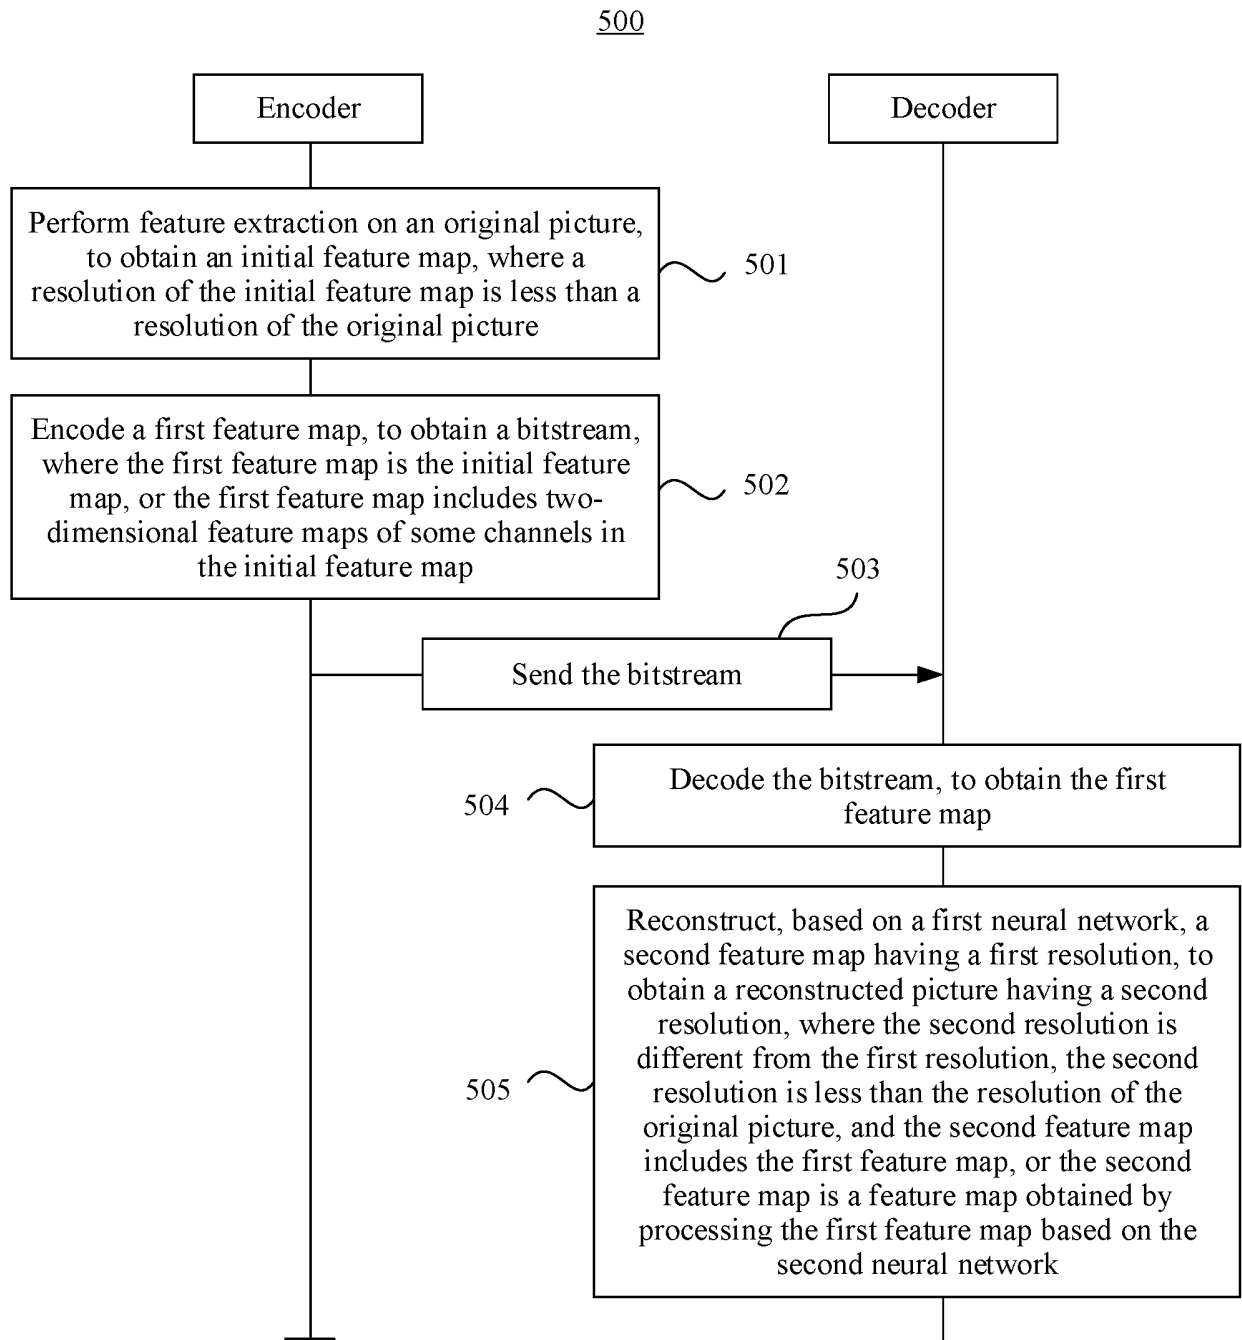 500
Encoder
Decoder
Perform feature extraction on an original picture,
to obtain an initial feature map, where a
resolution of the initial feature map is less than a
resolution of the original picture
501
Encode a first feature map, to obtain a bitstream,
where the first feature map is the initial feature
map, or the first feature map includes two-
dimensional feature maps of some channels in
the initial feature map
502
503
Send the bitstream
Decode the bitstream, to obtain the first
feature map
504
Reconstruct, based on a first neural network, a
second feature map having a first resolution, to
obtain a reconstructed picture having a second
resolution, where the second resolution is
different from the first resolution, the second
resolution is less than the resolution of the
original picture, and the second feature map
includes the first feature map, or the second
feature map is a feature map obtained by
processing the first feature map based on the
second neural network
505